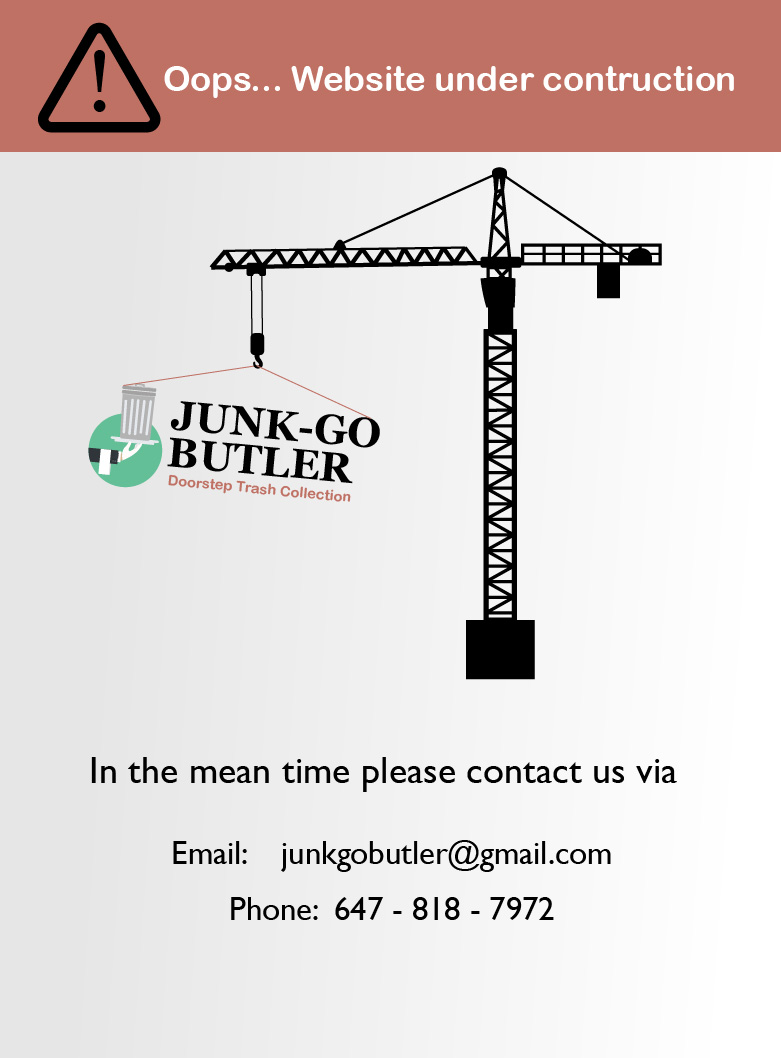 Oops... Website under contruction
JUNK-GO
BUTLER
Doorstep Trash Collection
In the mean time please contact us via
Email: junkgobutler@gmail.com
Phone: 647 - 818 - 7972